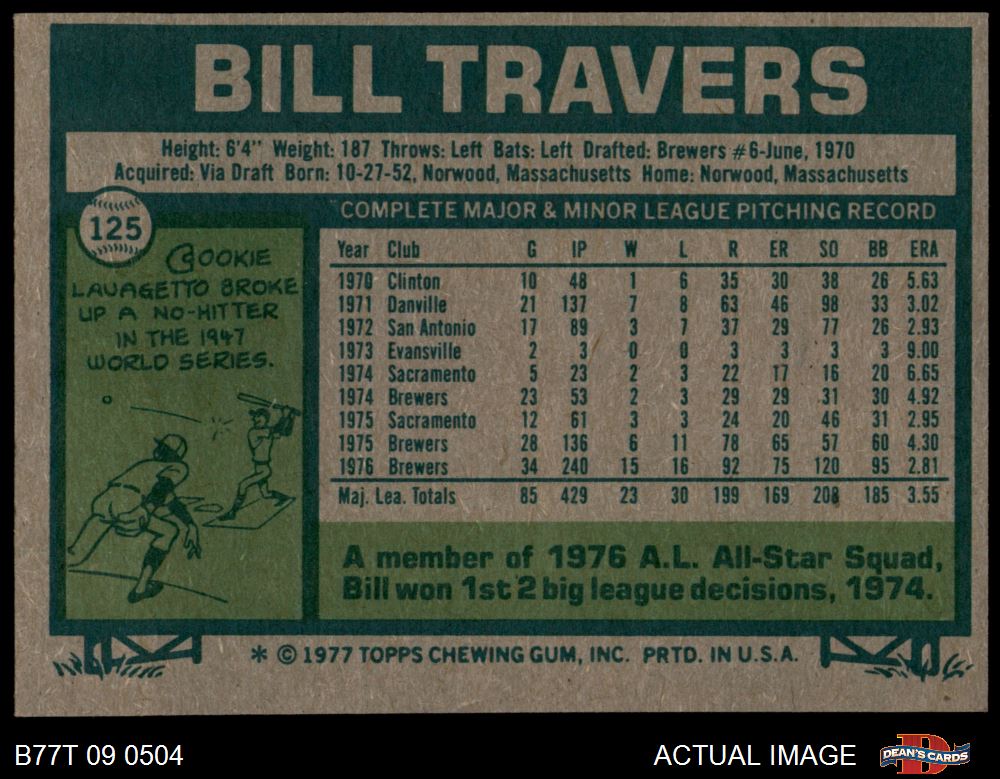 BILL TRAVERS
Height: 6'4" Weight: 187 Throws: Left Bats: Left Drafted: Brewers #6-June, 1970
Acquired: Via Draft Born: 10-27-52, Norwood, Massachusetts Home: Norwood, Massachusetts
125
COOKIE
LAVAGETTO BROKE
UP A NO-HITTER
IN THE 1947
WORLD SERIES.
COMPLETE MAJOR & MINOR LEAGUE PITCHING RECORD
Year Club G IP W L R ER SO BB ERA
1970 Clinton 10 48 1 6 35 30 38 26 5.63
1971 Danville 21 137 7 8 63 46 98 33 3.02
1972 San Antonio 17 89 3 7 37 29 77 26 2.93
1973 Evansville 2 3 0 0 3 3 3 3 9.00
1974 Sacramento 5 23 2 3 22 17 16 20 6.65
1974 Brewers 23 53 2 3 29 29 31 30 4.92
1975 Sacramento 12 61 3 3 24 20 46 31 2.95
1975 Brewers 28 136 6 11 78 65 57 60 4.30
1976 Brewers 34 240 15 16 92 75 120 95 2.81
Maj. Lea. Totals 85 429 23 30 199 169 208 185 3.55
A member of 1976 A.L. All-Star Squad,
Bill won 1st 2 big league decisions, 1974.
* © 1977 TOPPS CHEWING GUM, INC. PRTD. IN U.S.A.
B77T 09 0504
ACTUAL IMAGE
DEAN'S CARDS